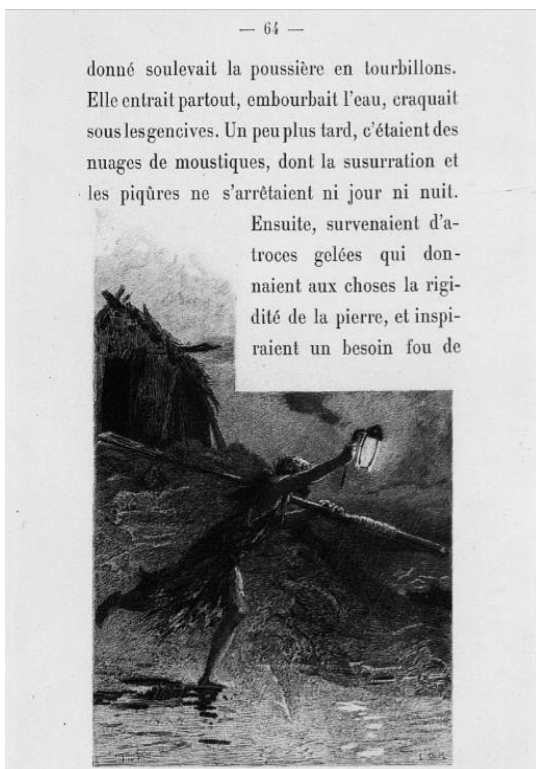 — 64 —
donné soulevait la poussière en tourbillons.
Elle entrait partout, embourbait l'eau, craquait
sous les gencives. Un peu plus tard, c'étaient des
nuages de moustiques, dont la susurration et
les piqûres ne s'arrêtaient ni jour ni nuit.
Ensuite, survenaient d'a-
troces gelées qui don-
naient aux choses la rigi-
dité de la pierre, et inspi-
raient un besoin fou de